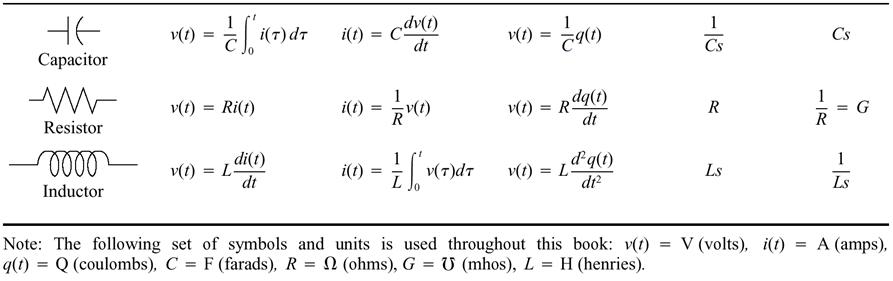 v(t) = 1/C ∫₀ᵗ i(τ) dτ   i(t) = C dv(t)/dt   v(t) = 1/C q(t)   1/Cs   Cs
Capacitor
v(t) = Ri(t)   i(t) = 1/R v(t)   v(t) = R dq(t)/dt   R   1/R = G
Resistor
v(t) = L di(t)/dt   i(t) = 1/L ∫₀ᵗ v(τ)dτ   v(t) = L d²q(t)/dt²   Ls   1/Ls
Inductor
Note: The following set of symbols and units is used throughout this book: v(t) = V (volts), i(t) = A (amps),
q(t) = Q (coulombs), C = F (farads), R = Ω (ohms), G = ℧ (mhos), L = H (henries).